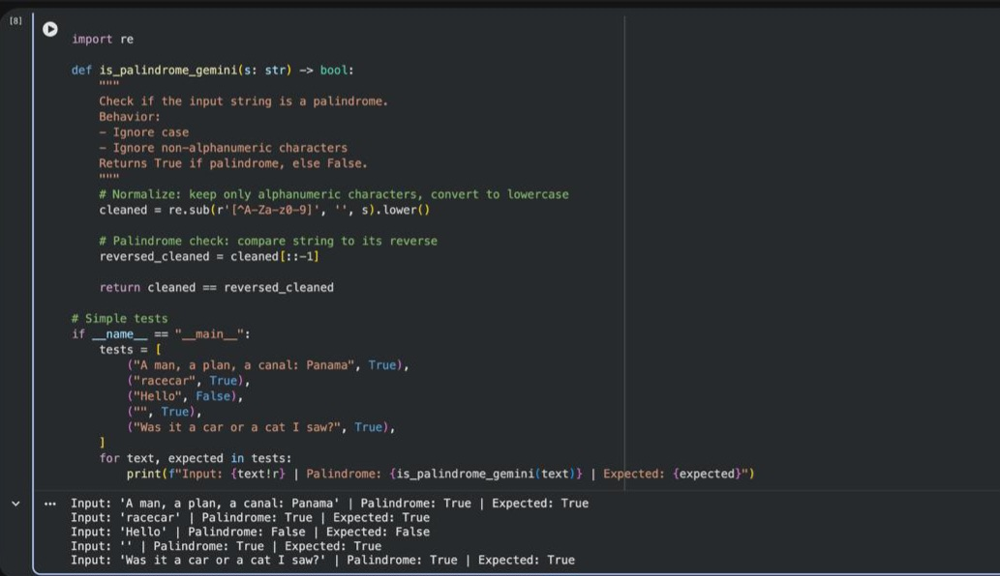 [8]
import re
def is_palindrome_gemini(s: str) -> bool:
    """
    Check if the input string is a palindrome.
    Behavior:
    - Ignore case
    - Ignore non-alphanumeric characters
    Returns True if palindrome, else False.
    """
    # Normalize: keep only alphanumeric characters, convert to lowercase
    cleaned = re.sub(r'[^A-Za-z0-9]', '', s).lower()
    # Palindrome check: compare string to its reverse
    reversed_cleaned = cleaned[::-1]
    return cleaned == reversed_cleaned
# Simple tests
if __name__ == "__main__":
    tests = [
        ("A man, a plan, a canal: Panama", True),
        ("racecar", True),
        ("Hello", False),
        ("", True),
        ("Was it a car or a cat I saw?", True),
    ]
    for text, expected in tests:
        print(f"Input: {text!r} | Palindrome: {is_palindrome_gemini(text)} | Expected: {expected}")
Input: 'A man, a plan, a canal: Panama' | Palindrome: True | Expected: True
Input: 'racecar' | Palindrome: True | Expected: True
Input: 'Hello' | Palindrome: False | Expected: False
Input: '' | Palindrome: True | Expected: True
Input: 'Was it a car or a cat I saw?' | Palindrome: True | Expected: True